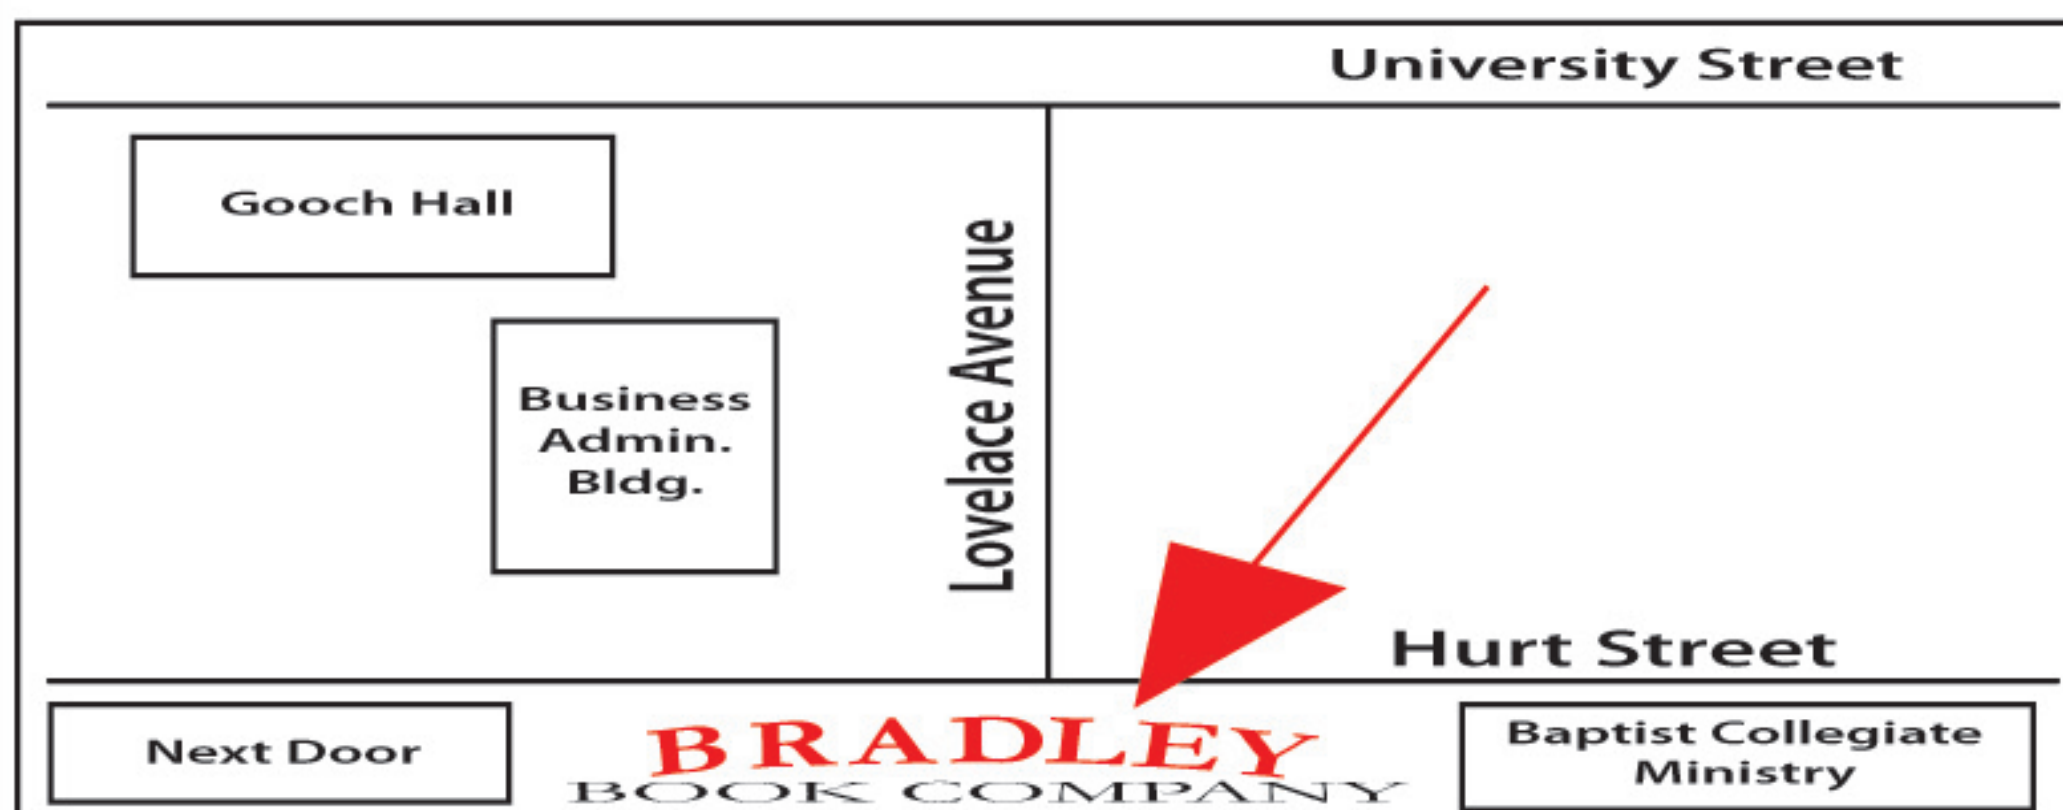 University Street
Gooch Hall
Lovelace Avenue
Business
Admin.
Bldg.
Hurt Street
Next Door
BRADLEY
BOOK COMPANY
Baptist Collegiate
Ministry